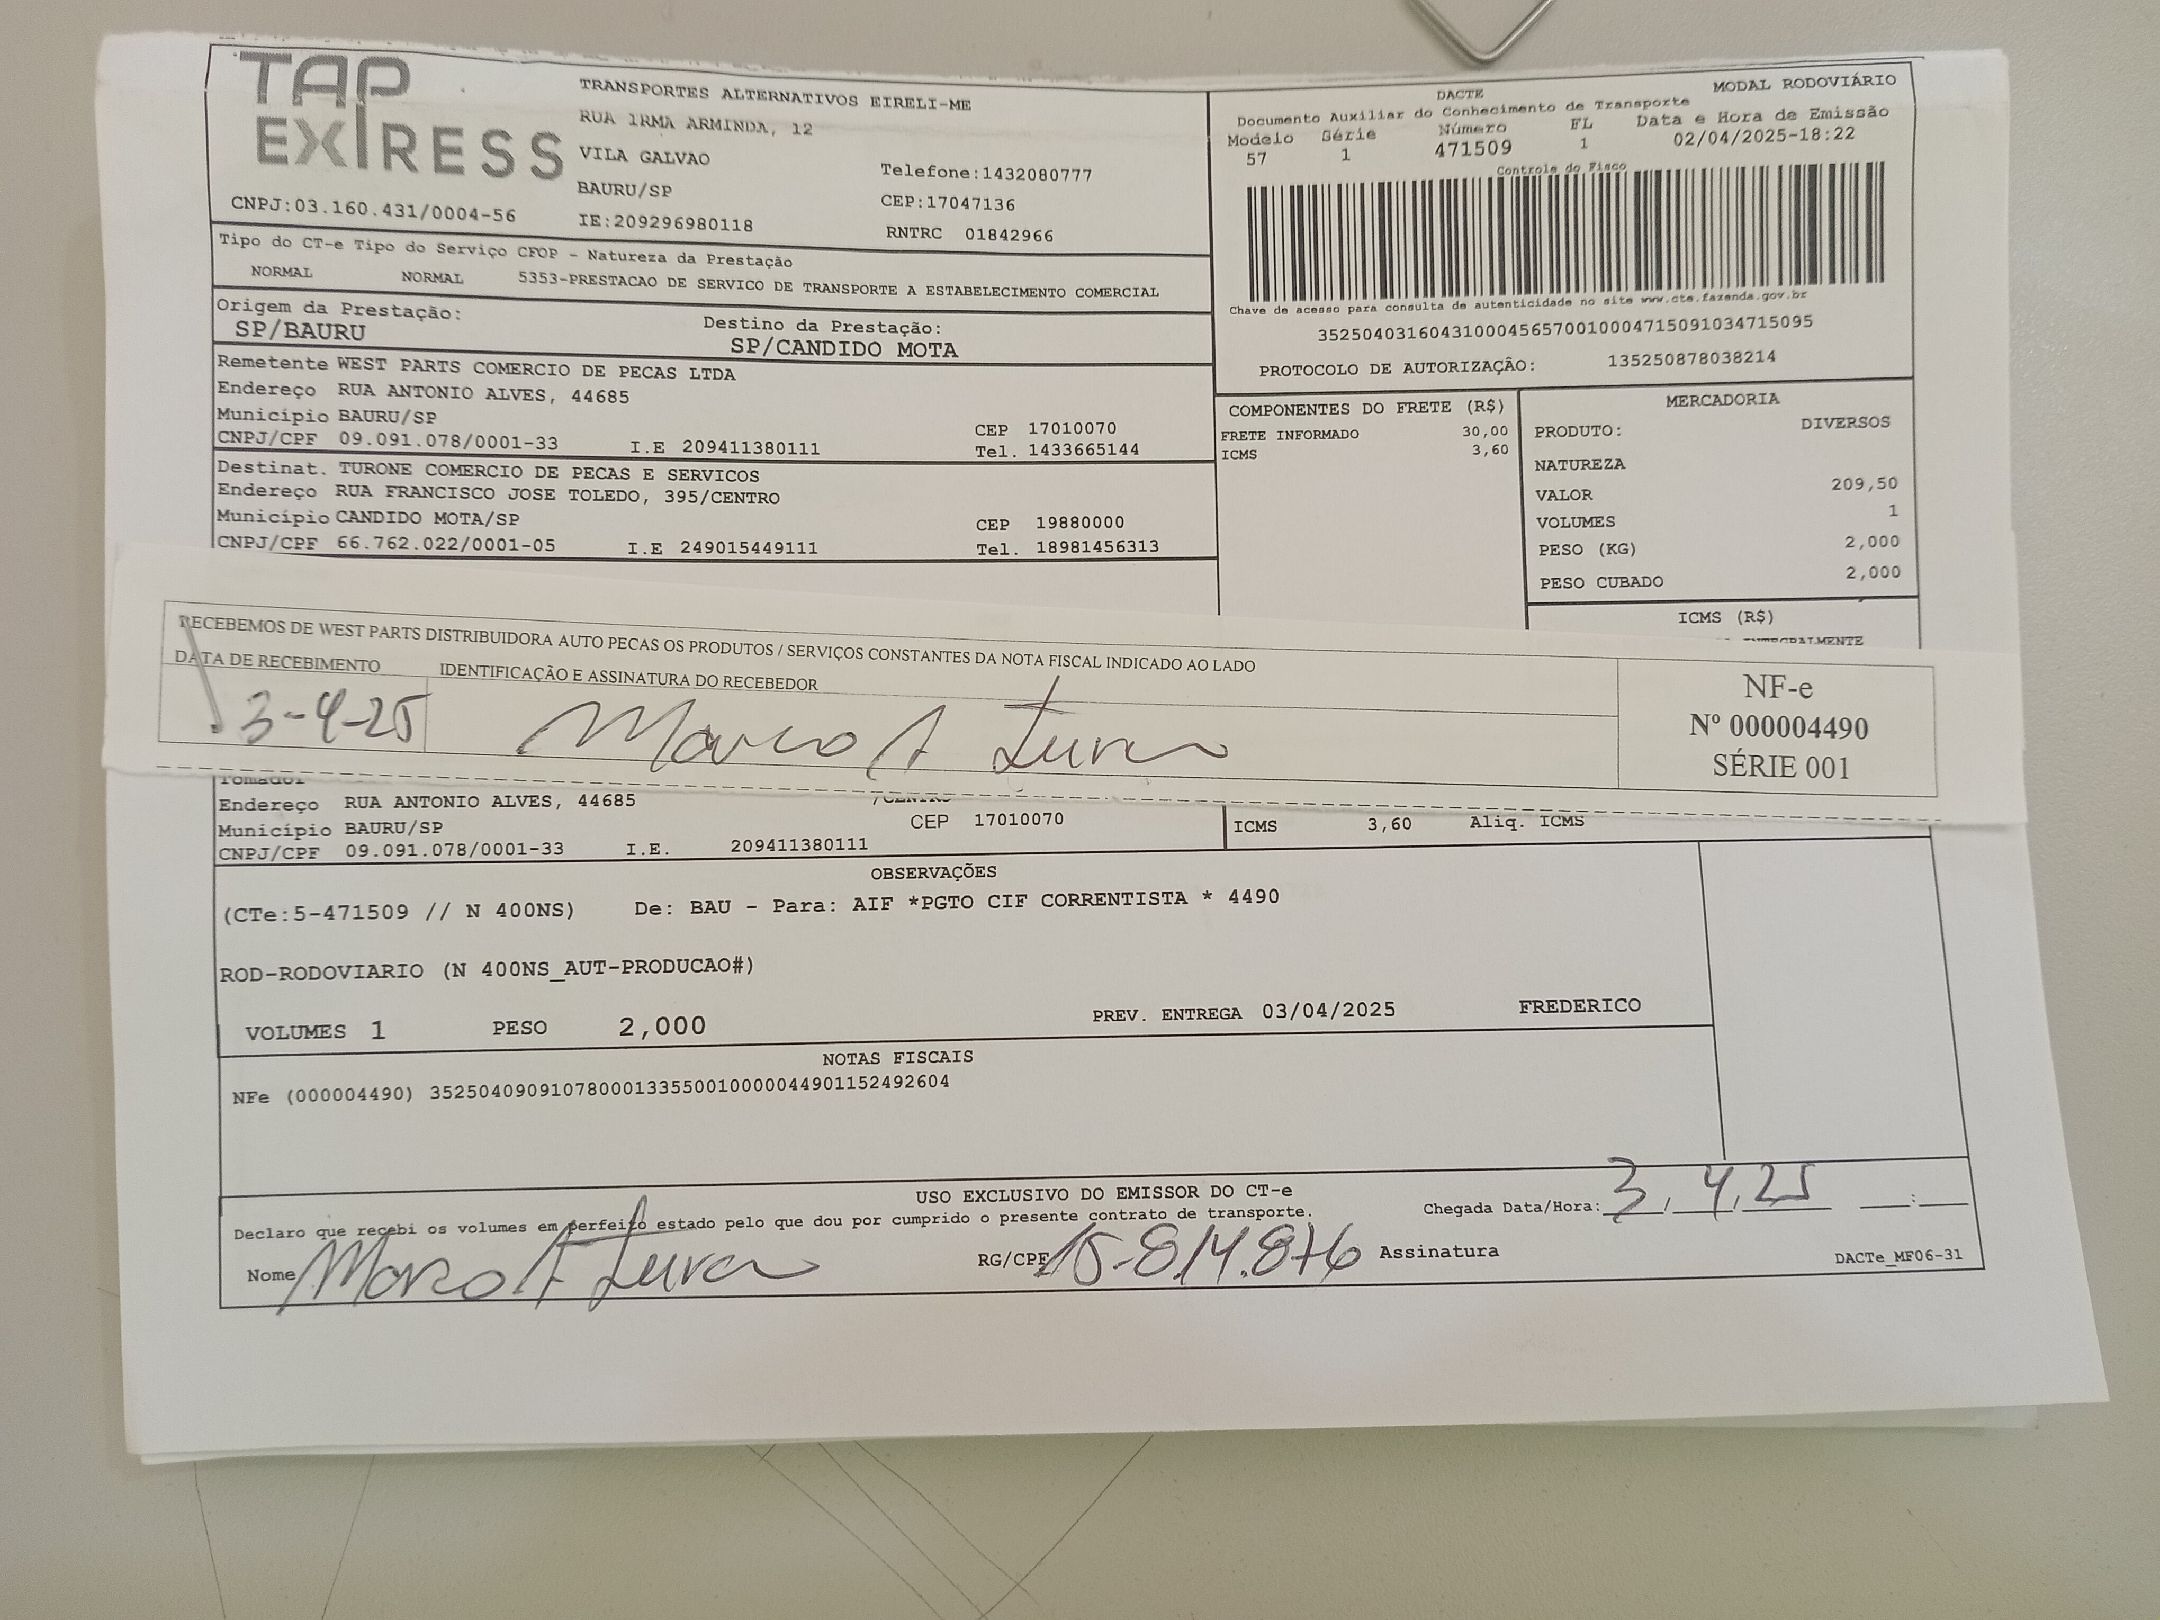 TAP EXPRESS
TRANSPORTES ALTERNATIVOS EIRELI-ME
RUA IRMA ARMINDA, 12
VILA GALVAO
BAURU/SP
Telefone:1432080777
CEP:17047136
CNPJ:03.160.431/0004-56
IE:209296980118
RNTRC 01842966
DACTE
MODAL RODOVIÁRIO
Documento Auxiliar do Conhecimento de Transporte
Modelo Série Número FL Data e Hora de Emissão
57 1 471509 1 02/04/2025-18:22
Controle do Fisco
Chave de acesso para consulta de autenticidade no site www.cte.fazenda.gov.br
35250403160431000456570010004715091034715095
PROTOCOLO DE AUTORIZAÇÃO: 135250878038214
Tipo do CT-e Tipo do Serviço CFOP - Natureza da Prestação
NORMAL NORMAL 5353-PRESTACAO DE SERVICO DE TRANSPORTE A ESTABELECIMENTO COMERCIAL
Origem da Prestação:
SP/BAURU
Destino da Prestação:
SP/CANDIDO MOTA
Remetente WEST PARTS COMERCIO DE PECAS LTDA
Endereço RUA ANTONIO ALVES, 44685
Município BAURU/SP CEP 17010070
CNPJ/CPF 09.091.078/0001-33 I.E 209411380111 Tel. 1433665144
Destinat. TURONE COMERCIO DE PECAS E SERVICOS
Endereço RUA FRANCISCO JOSE TOLEDO, 395/CENTRO
Município CANDIDO MOTA/SP CEP 19880000
CNPJ/CPF 66.762.022/0001-05 I.E 249015449111 Tel. 18981456313
COMPONENTES DO FRETE (R$)
FRETE INFORMADO 30,00
ICMS 3,60
MERCADORIA
PRODUTO: DIVERSOS
NATUREZA
VALOR 209,50
VOLUMES 1
PESO (KG) 2,000
PESO CUBADO 2,000
ICMS (R$)
RECEBEMOS DE WEST PARTS DISTRIBUIDORA AUTO PECAS OS PRODUTOS / SERVIÇOS CONSTANTES DA NOTA FISCAL INDICADO AO LADO
DATA DE RECEBIMENTO IDENTIFICAÇÃO E ASSINATURA DO RECEBEDOR
3-4-25 Marco A
NF-e
Nº 000004490
SÉRIE 001
Tomador
Endereço RUA ANTONIO ALVES, 44685 /CENTRO
Município BAURU/SP CEP 17010070
CNPJ/CPF 09.091.078/0001-33 I.E. 209411380111
ICMS 3,60 Aliq. ICMS
OBSERVAÇÕES
(CTe:5-471509 // N 400NS) De: BAU - Para: AIF *PGTO CIF CORRENTISTA * 4490
ROD-RODOVIARIO (N 400NS_AUT-PRODUCAO#)
VOLUMES 1 PESO 2,000 PREV. ENTREGA 03/04/2025 FREDERICO
NOTAS FISCAIS
NFe (000004490) 35250409091078000133550010000044901152492604
USO EXCLUSIVO DO EMISSOR DO CT-e
Declaro que recebi os volumes em perfeito estado pelo que dou por cumprido o presente contrato de transporte.
Chegada Data/Hora: 3/4/25 __:__
Nome Marco A
RG/CPF 15.814.876 Assinatura
DACTe_MF06-31